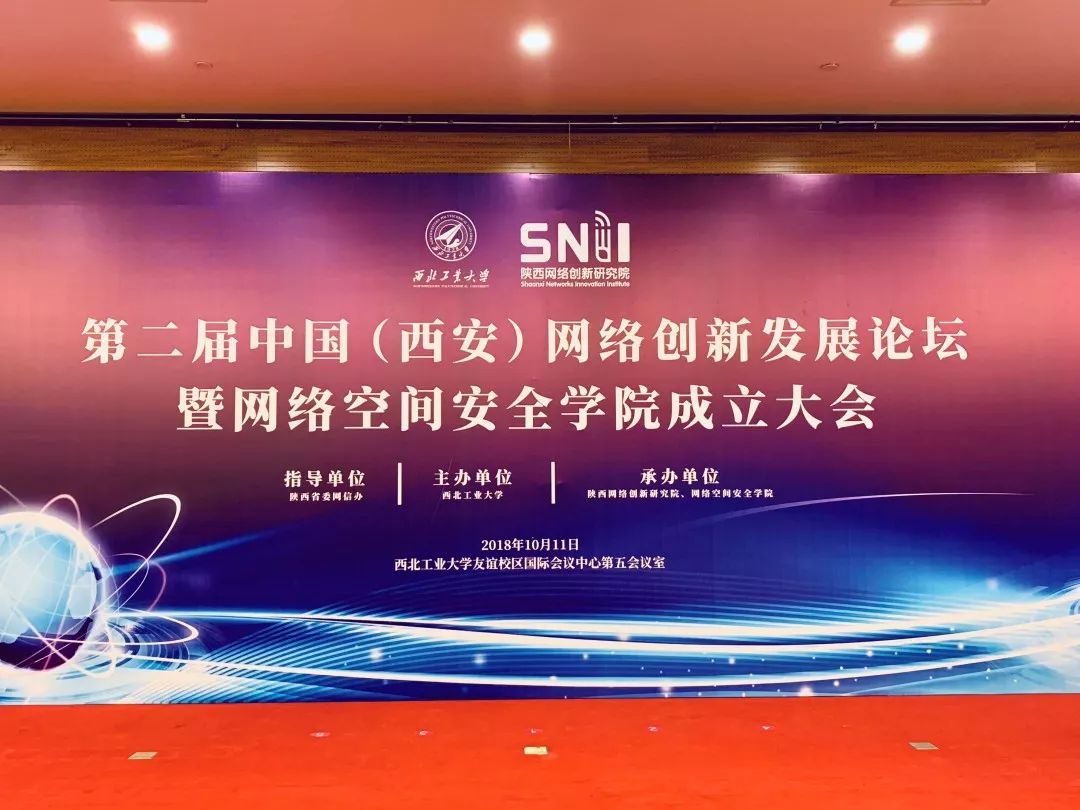 西北工业大学
NORTHWESTERN POLYTECHNICAL UNIVERSITY
SNII
陕西网络创新研究院
Shaanxi Networks Innovation Institute
第二届中国（西安）网络创新发展论坛
暨网络空间安全学院成立大会
指导单位
陕西省委网信办
主办单位
西北工业大学
承办单位
陕西网络创新研究院、网络空间安全学院
2018年10月11日
西北工业大学友谊校区国际会议中心第五会议室